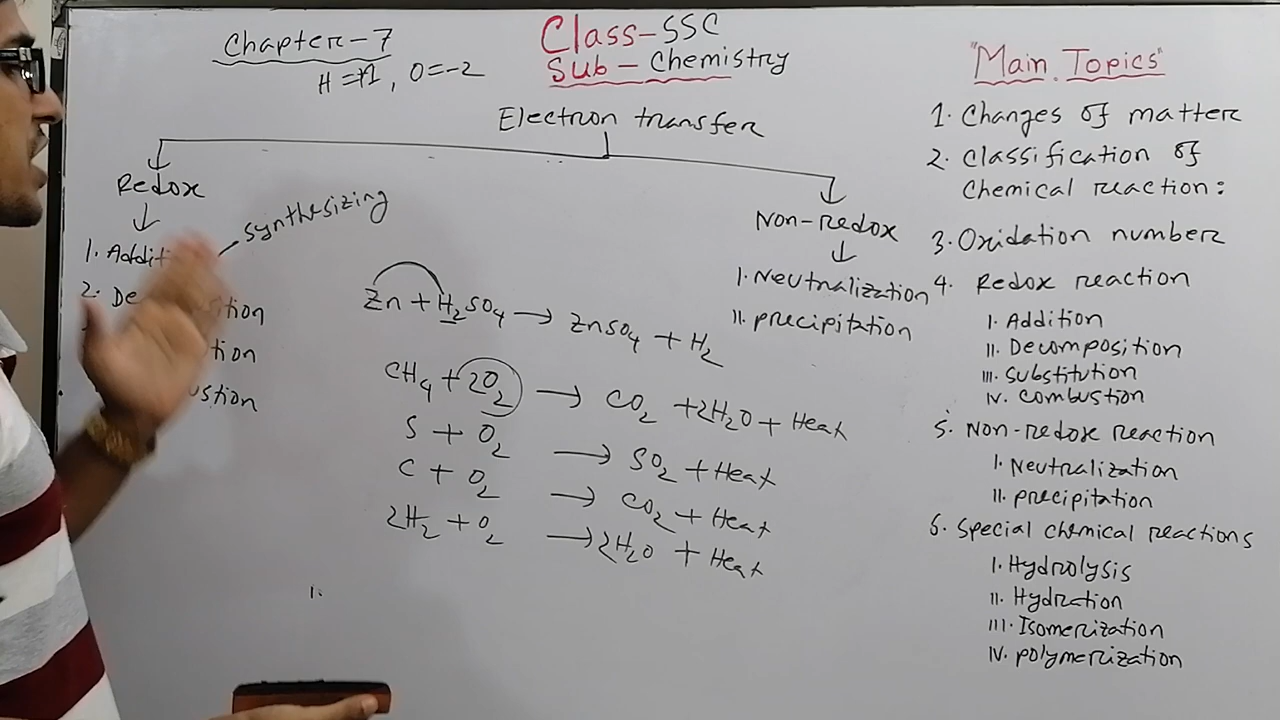 Chapter-7
H = +1, O = -2
Class-SSC
Sub-Chemistry
Electron transfer
Redox
1. Additi
synthesizing
2. De ition
tion
ustion
Zn + H2SO4 → ZnSO4 + H2
CH4 + 2O2 → CO2 + 2H2O + Heat
S + O2 → SO2 + Heat
C + O2 → CO2 + Heat
2H2 + O2 → 2H2O + Heat
1.
Non-Redox
I. Neutralization
II. precipitation
"Main Topics"
1. Changes of matter
2. Classification of
Chemical reaction:
3. Oxidation number
4. Redox reaction
I. Addition
II. Decomposition
III. Substitution
IV. Combustion
5. Non-redox reaction
I. Neutralization
II. precipitation
6. Special chemical reactions
I. Hydrolysis
II. Hydration
III. Isomerization
IV. polymerization